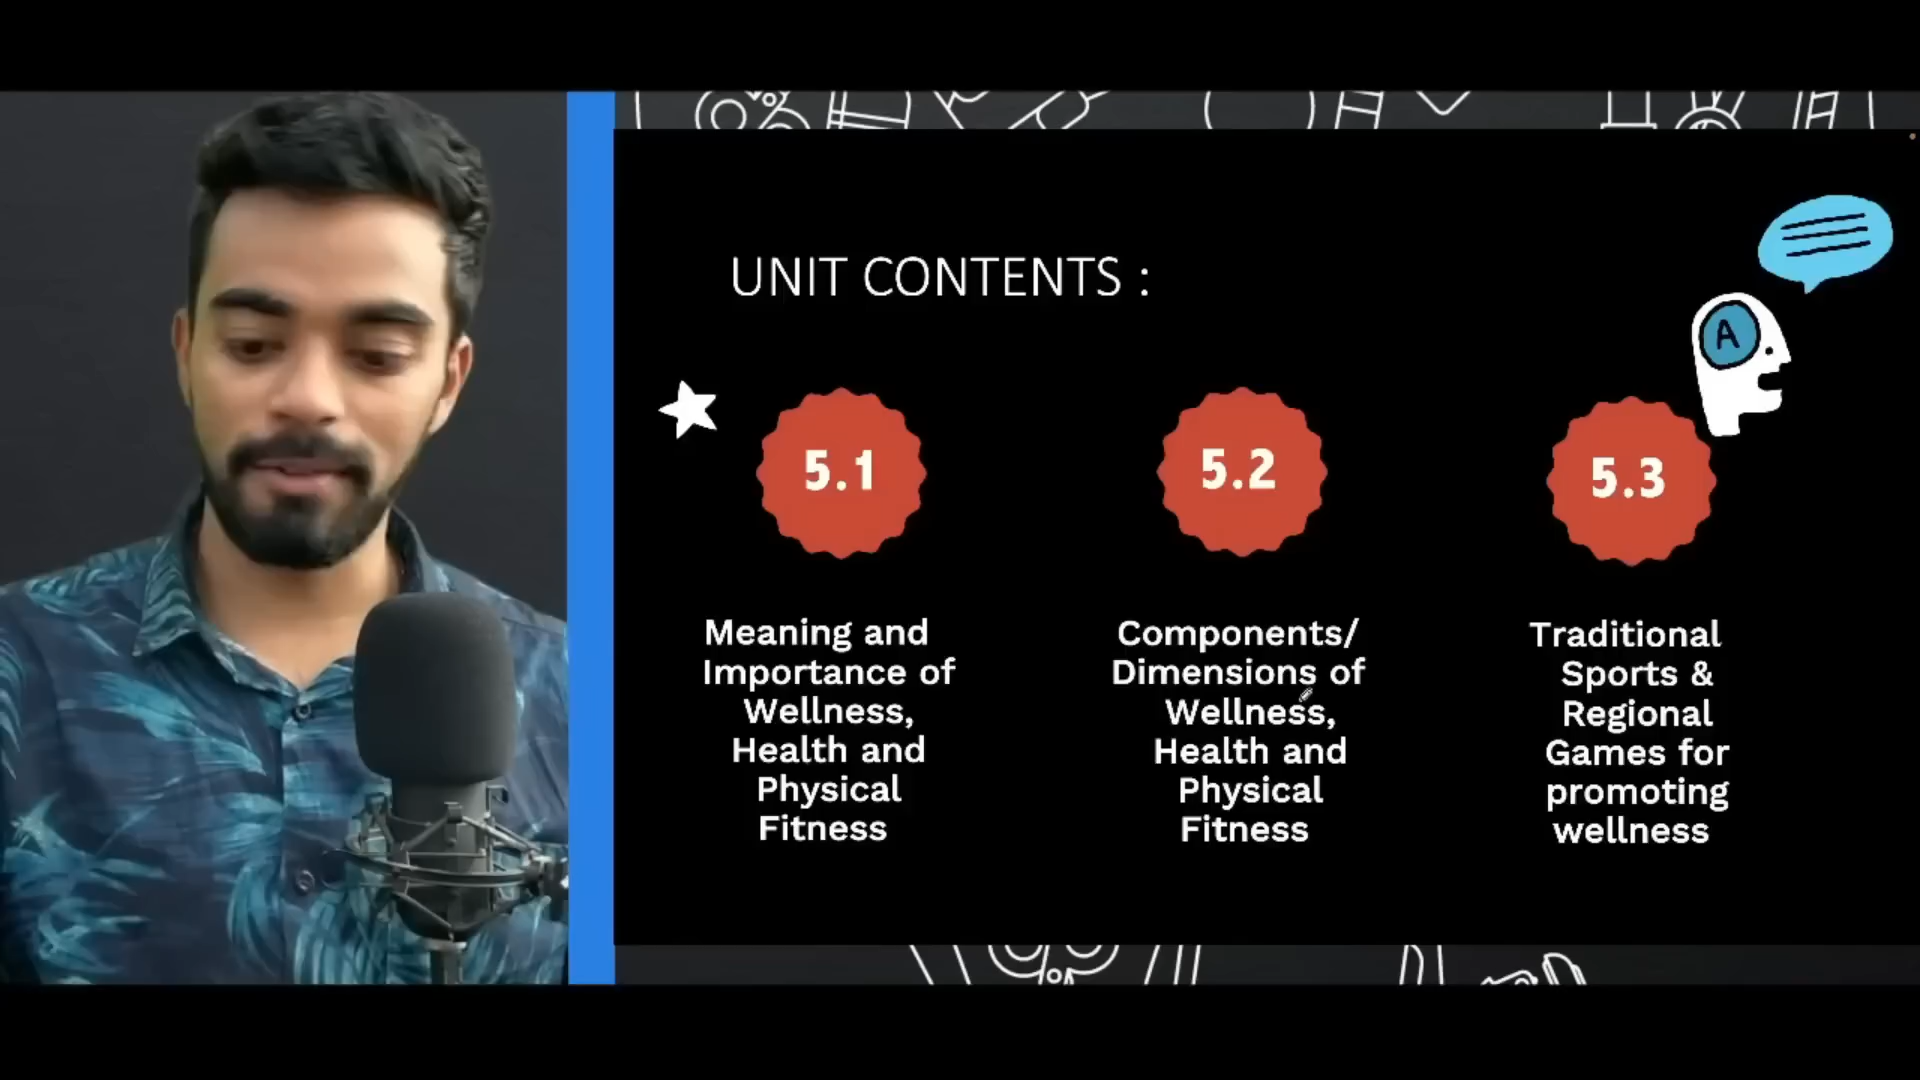 UNIT CONTENTS :
5.1
Meaning and
Importance of
Wellness,
Health and
Physical
Fitness
5.2
Components/
Dimensions of
Wellness,
Health and
Physical
Fitness
A
5.3
Traditional
Sports &
Regional
Games for
promoting
wellness